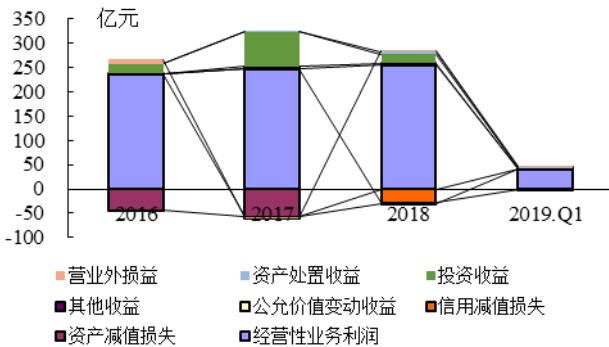 亿元
350
300
250
200
150
100
50
0
-50
-100
2016 2017 2018 2019.Q1
营业外损益 资产处置收益 投资收益
其他收益 公允价值变动收益 信用减值损失
资产减值损失 经营性业务利润